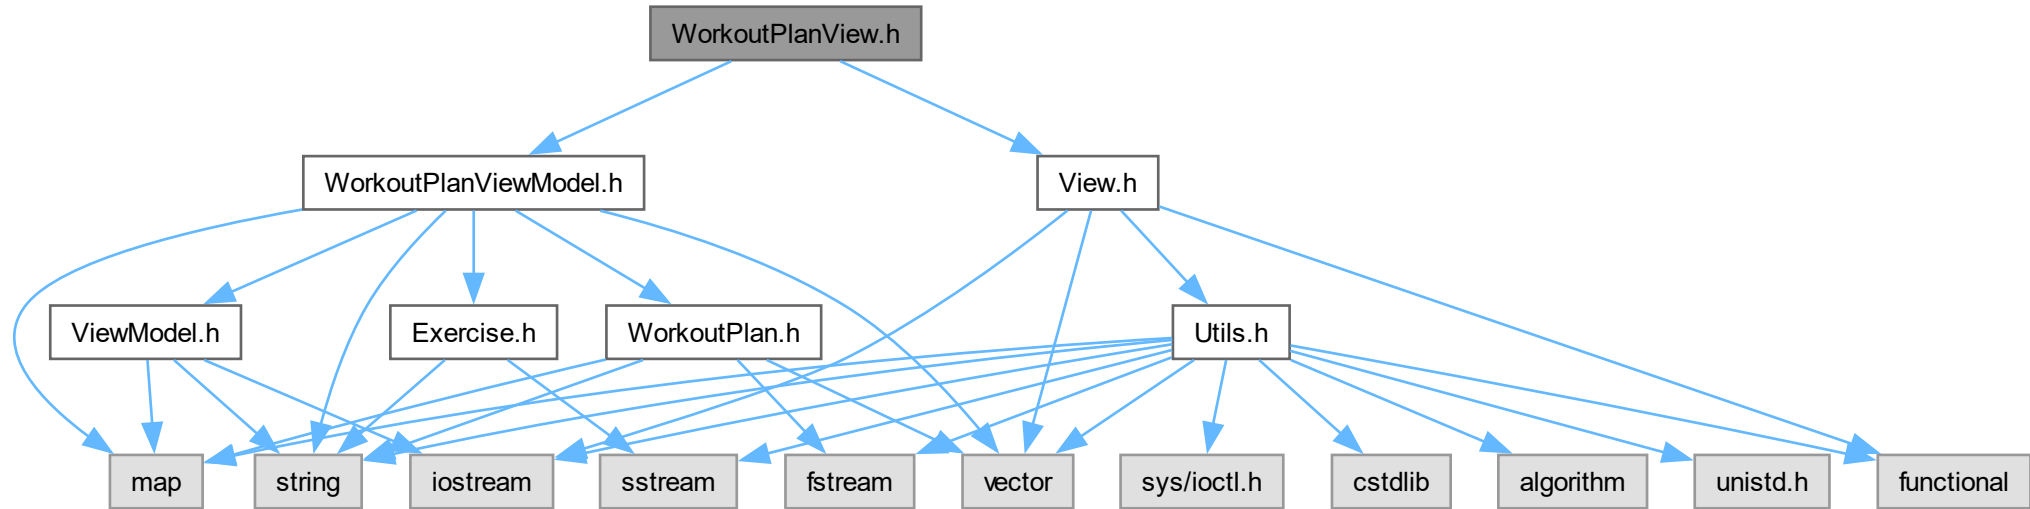 WorkoutPlanView.h
WorkoutPlanViewModel.h
View.h
ViewModel.h
Exercise.h
WorkoutPlan.h
Utils.h
map
string
iostream
sstream
fstream
vector
sys/ioctl.h
cstdlib
algorithm
unistd.h
functional